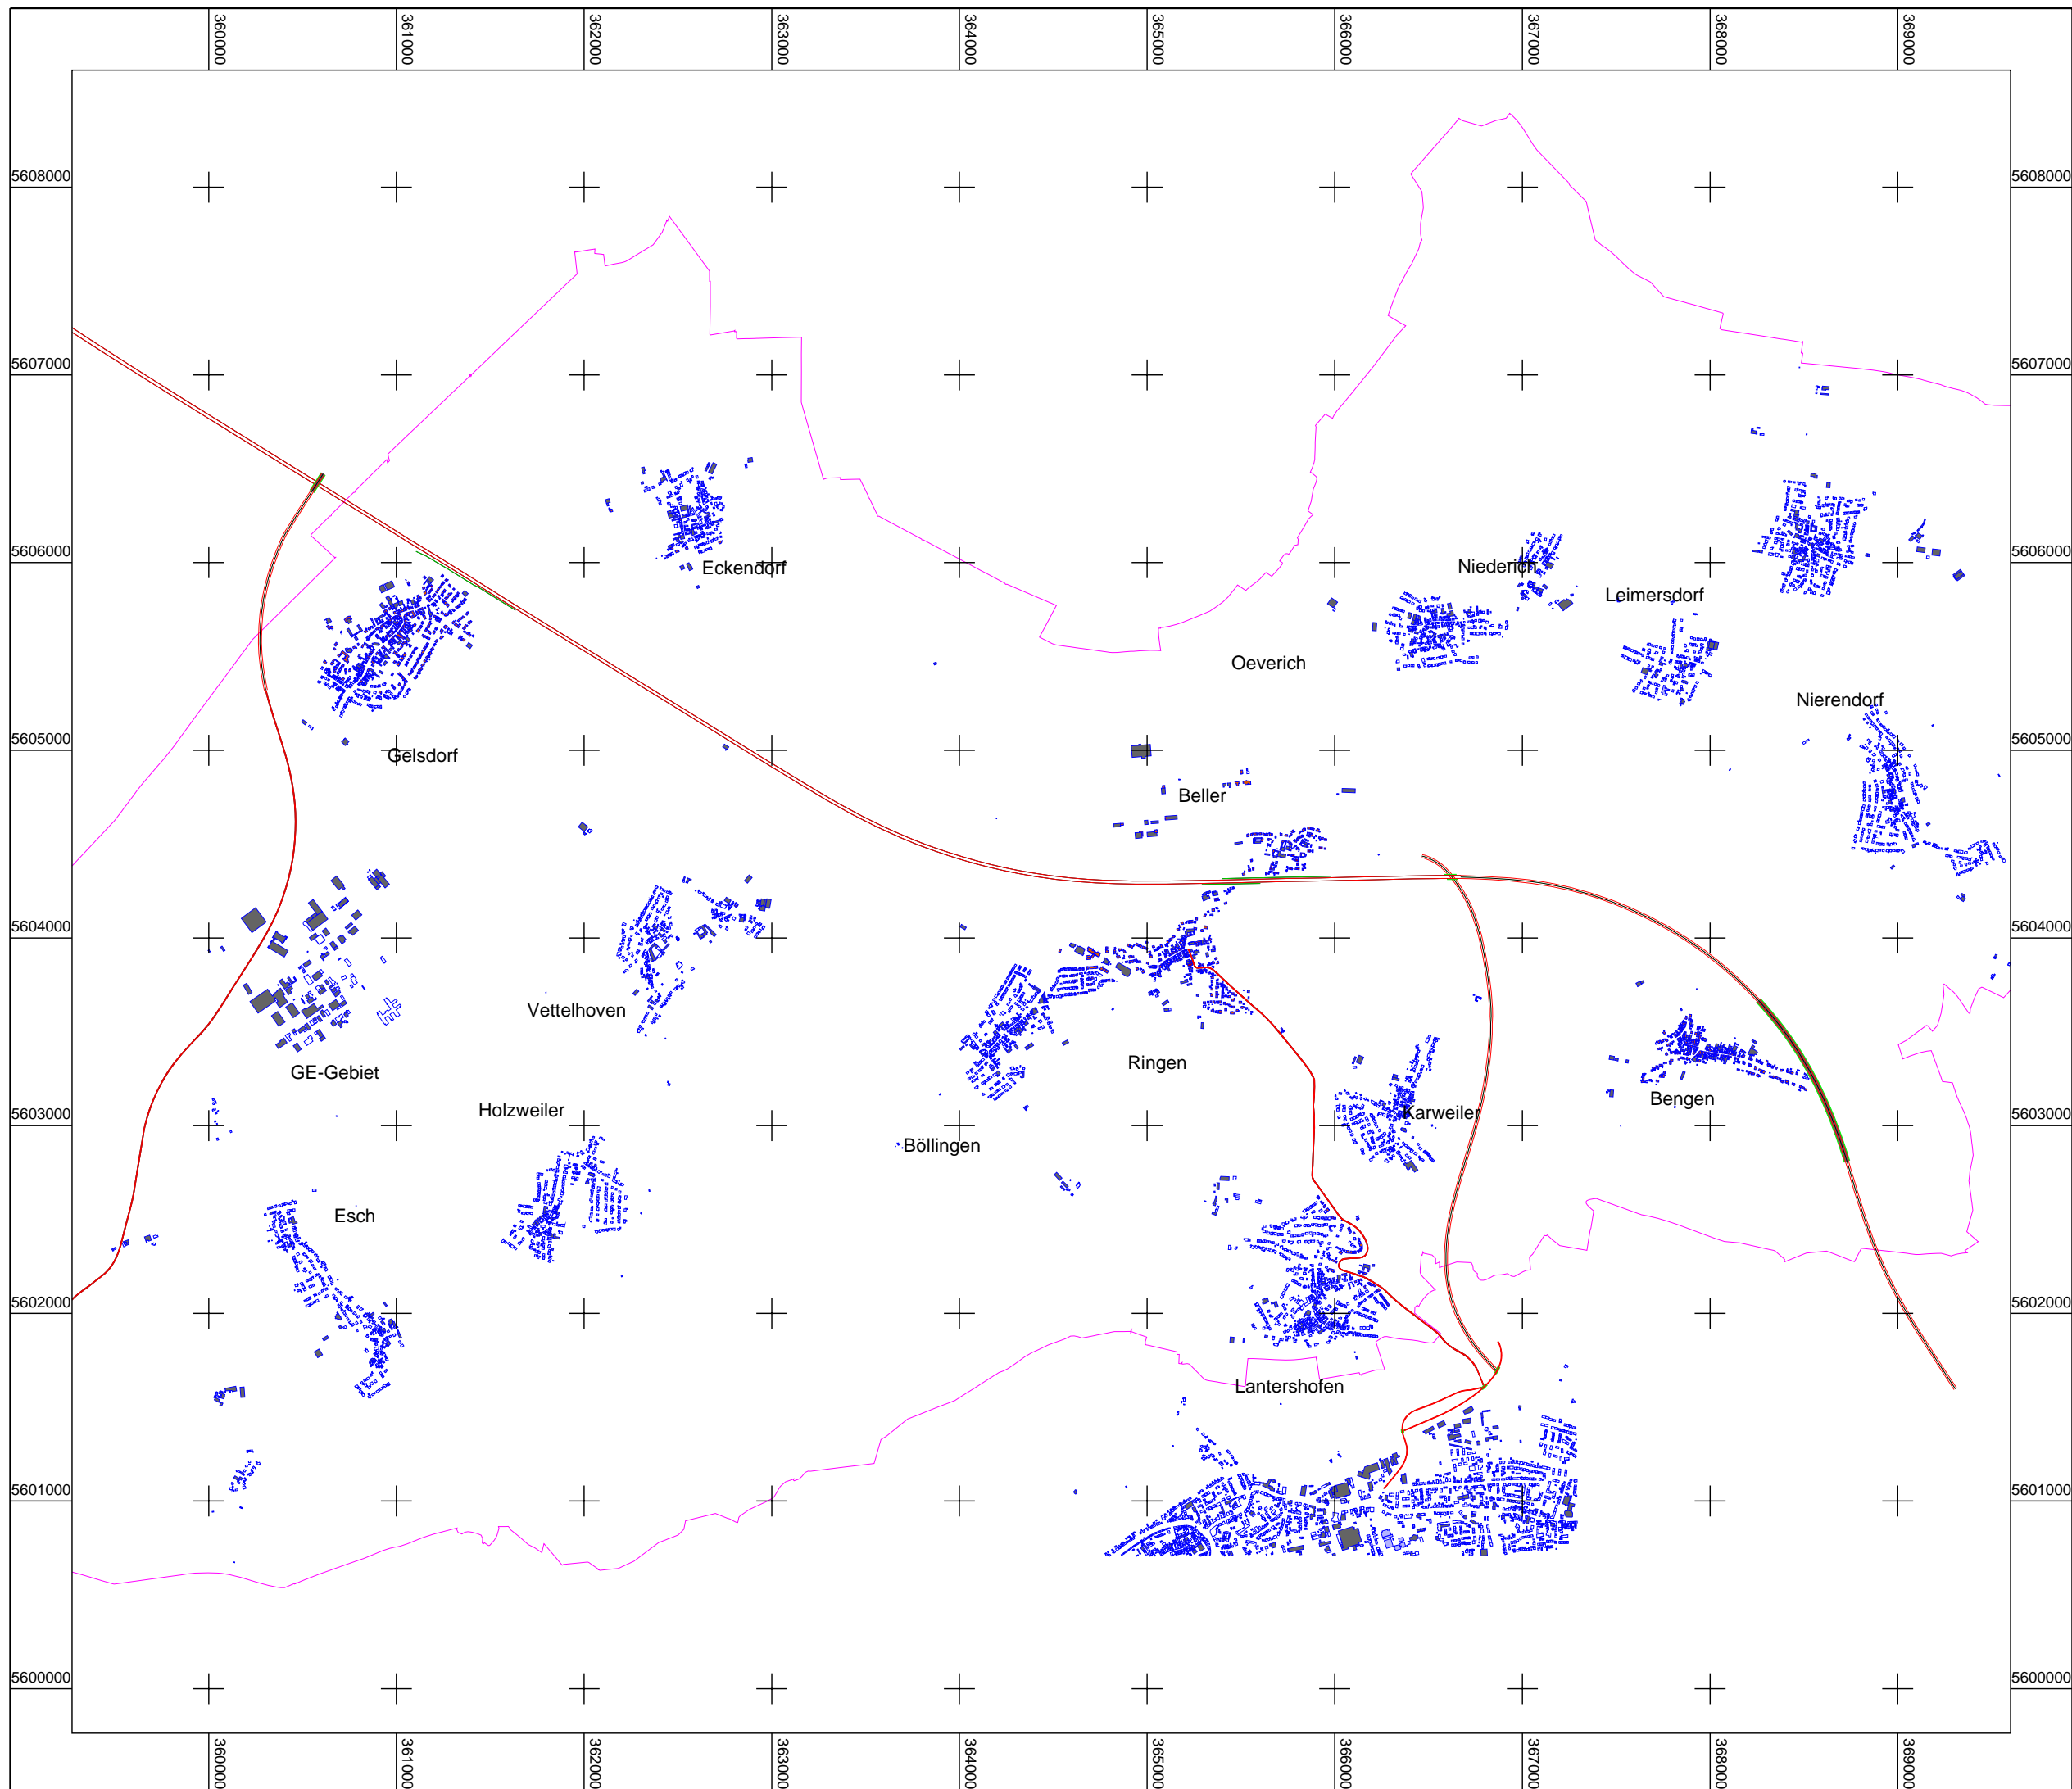 360000
361000
362000
363000
364000
365000
366000
367000
368000
369000
5608000
5608000
5607000
5607000
5606000
5606000
Eckendorf
Niederich
Leimersdorf
Oeverich
Nierendorf
5605000
5605000
Gelsdorf
Beller
5604000
5604000
Vettelhoven
Ringen
GE-Gebiet
Bengen
Holzweiler
Karweiler
5603000
5603000
Böllingen
Esch
5602000
5602000
Lantershofen
5601000
5601000
5600000
5600000
360000
361000
362000
363000
364000
365000
366000
367000
368000
369000